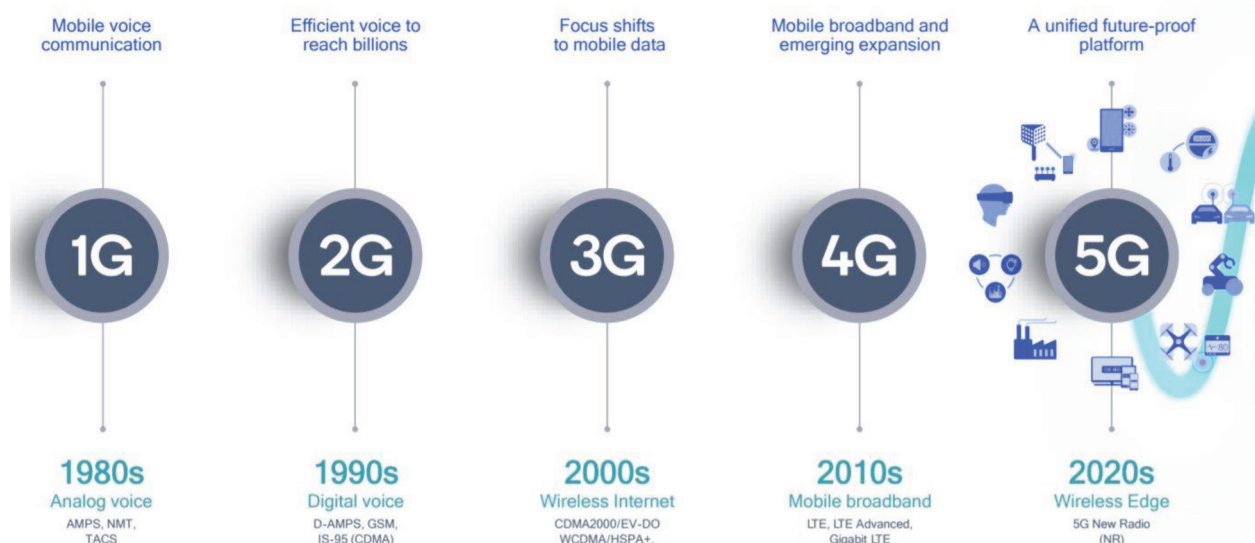 Mobile voice
communication
Efficient voice to
reach billions
Focus shifts
to mobile data
Mobile broadband and
emerging expansion
A unified future-proof
platform
1G
2G
3G
4G
5G
1980s
Analog voice
AMPS, NMT,
TACS
1990s
Digital voice
D-AMPS, GSM,
IS-95 (CDMA)
2000s
Wireless Internet
CDMA2000/EV-DO
WCDMA/HSPA+,
2010s
Mobile broadband
LTE, LTE Advanced,
Gigabit LTE
2020s
Wireless Edge
5G New Radio
(NR)